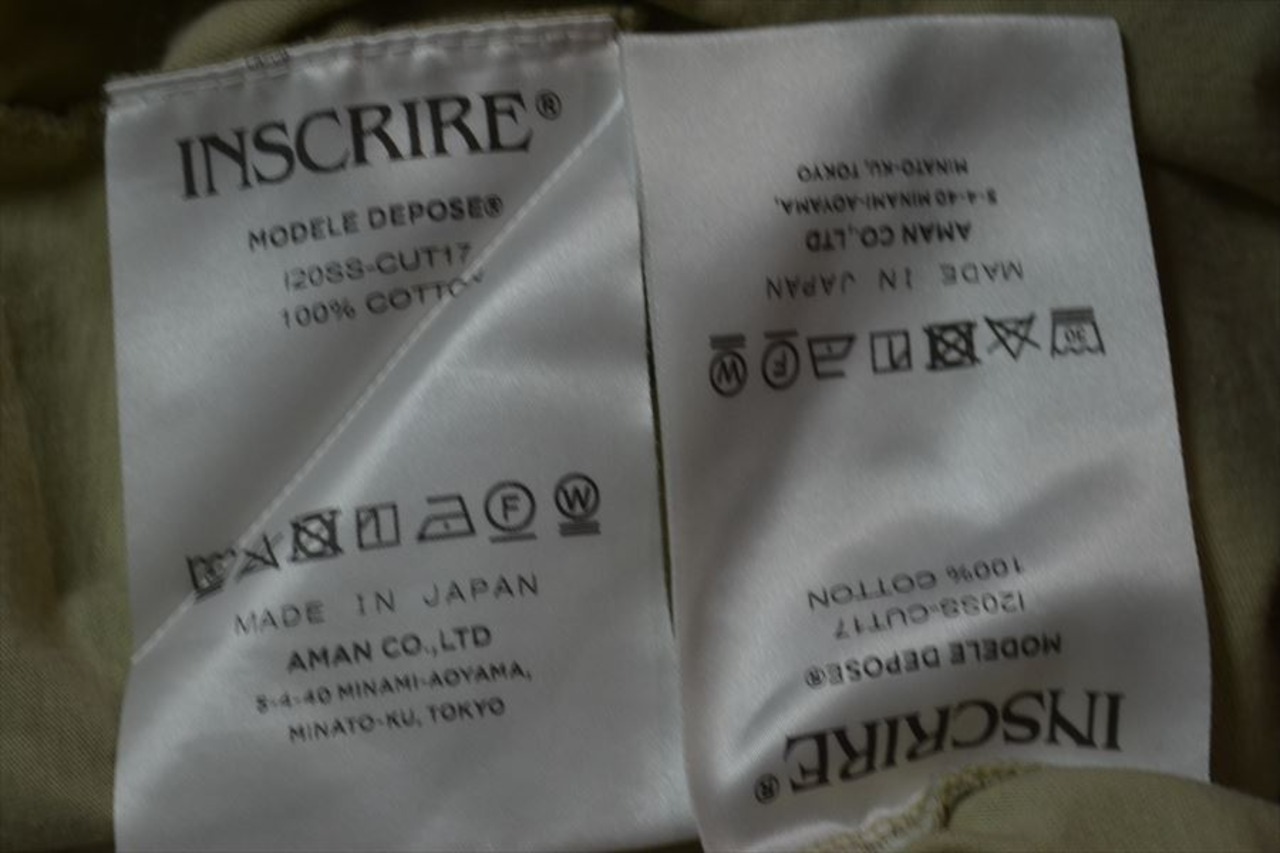 INSCRIRE®
MODELE DEPOSE®
I20SS-CUT17
100% COTTON
F W
MADE IN JAPAN
AMAN CO.,LTD
5-4-40 MINAMI-AOYAMA,
MINATO-KU, TOKYO
INSCRIRE®
MODELE DEPOSE®
I20SS-CUT17
100% COTTON
30 F W
MADE IN JAPAN
AMAN CO.,LTD
5-4-40 MINAMI-AOYAMA,
MINATO-KU, TOKYO